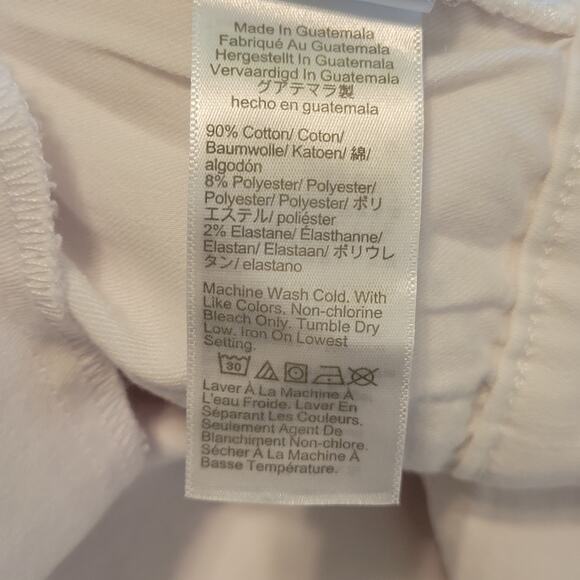 Made In Guatemala
Fabriqué Au Guatemala
Hergestellt In Guatemala
Vervaardigd In Guatemala
グアテマラ製
hecho en guatemala
90% Cotton/ Coton/
Baumwolle/ Katoen/ 綿/
algodón
8% Polyester/ Polyester/
Polyester/ Polyester/ ポリ
エステル/ poliéster
2% Elastane/ Élasthanne/
Elastan/ Elastaan/ ポリウレ
タン/ elastano
Machine Wash Cold. With
Like Colors. Non-chlorine
Bleach Only. Tumble Dry
Low. Iron On Lowest
Setting.
30
Laver À La Machine À
L'eau Froide. Laver En
Séparant Les Couleurs.
Seulement Agent De
Blanchiment Non-chlore.
Sécher À La Machine À
Basse Température.